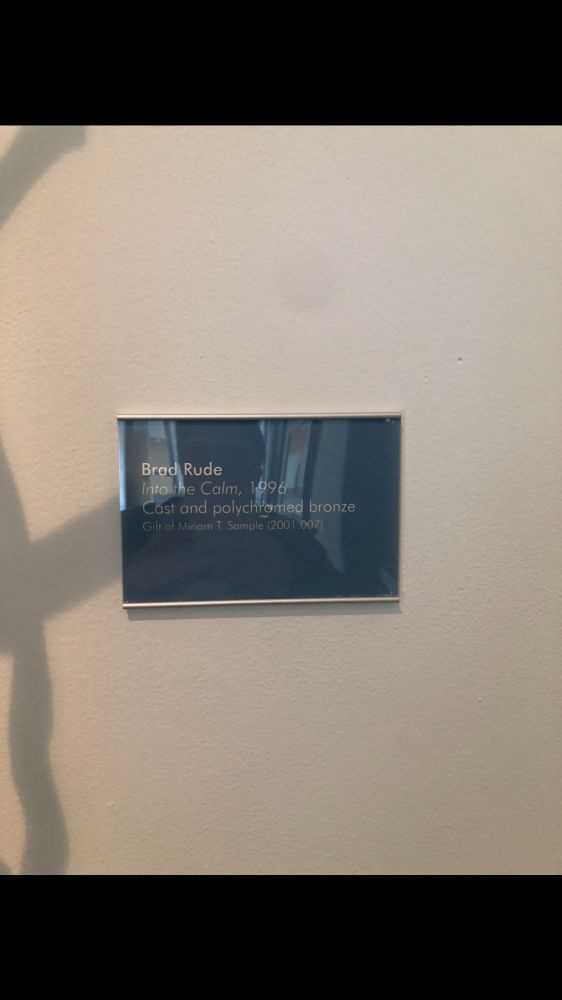 Brad Rude
Into the Calm, 1996
Cast and polychromed bronze
Gift of Miriam T. Sample (2001.007)